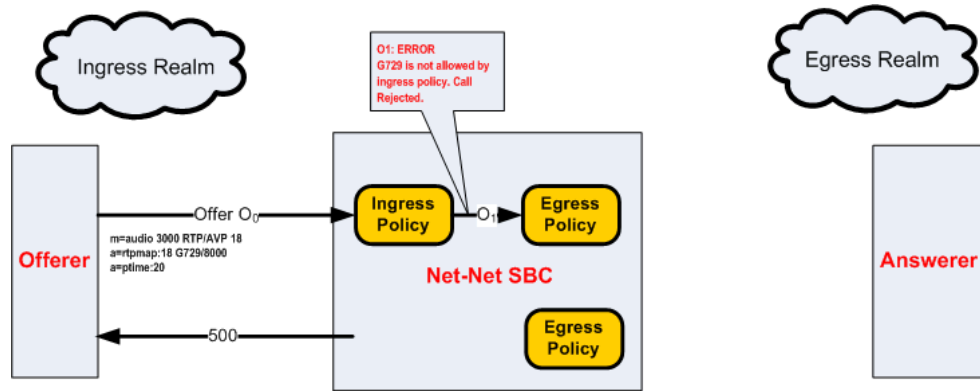 Ingress Realm
Egress Realm
O1: ERROR
G729 is not allowed by
ingress policy. Call
Rejected.
Offerer
Offer O₀
m=audio 3000 RTP/AVP 18
a=rtpmap:18 G729/8000
a=ptime:20
Ingress
Policy
O₁
Egress
Policy
Net-Net SBC
Answerer
500
Egress
Policy